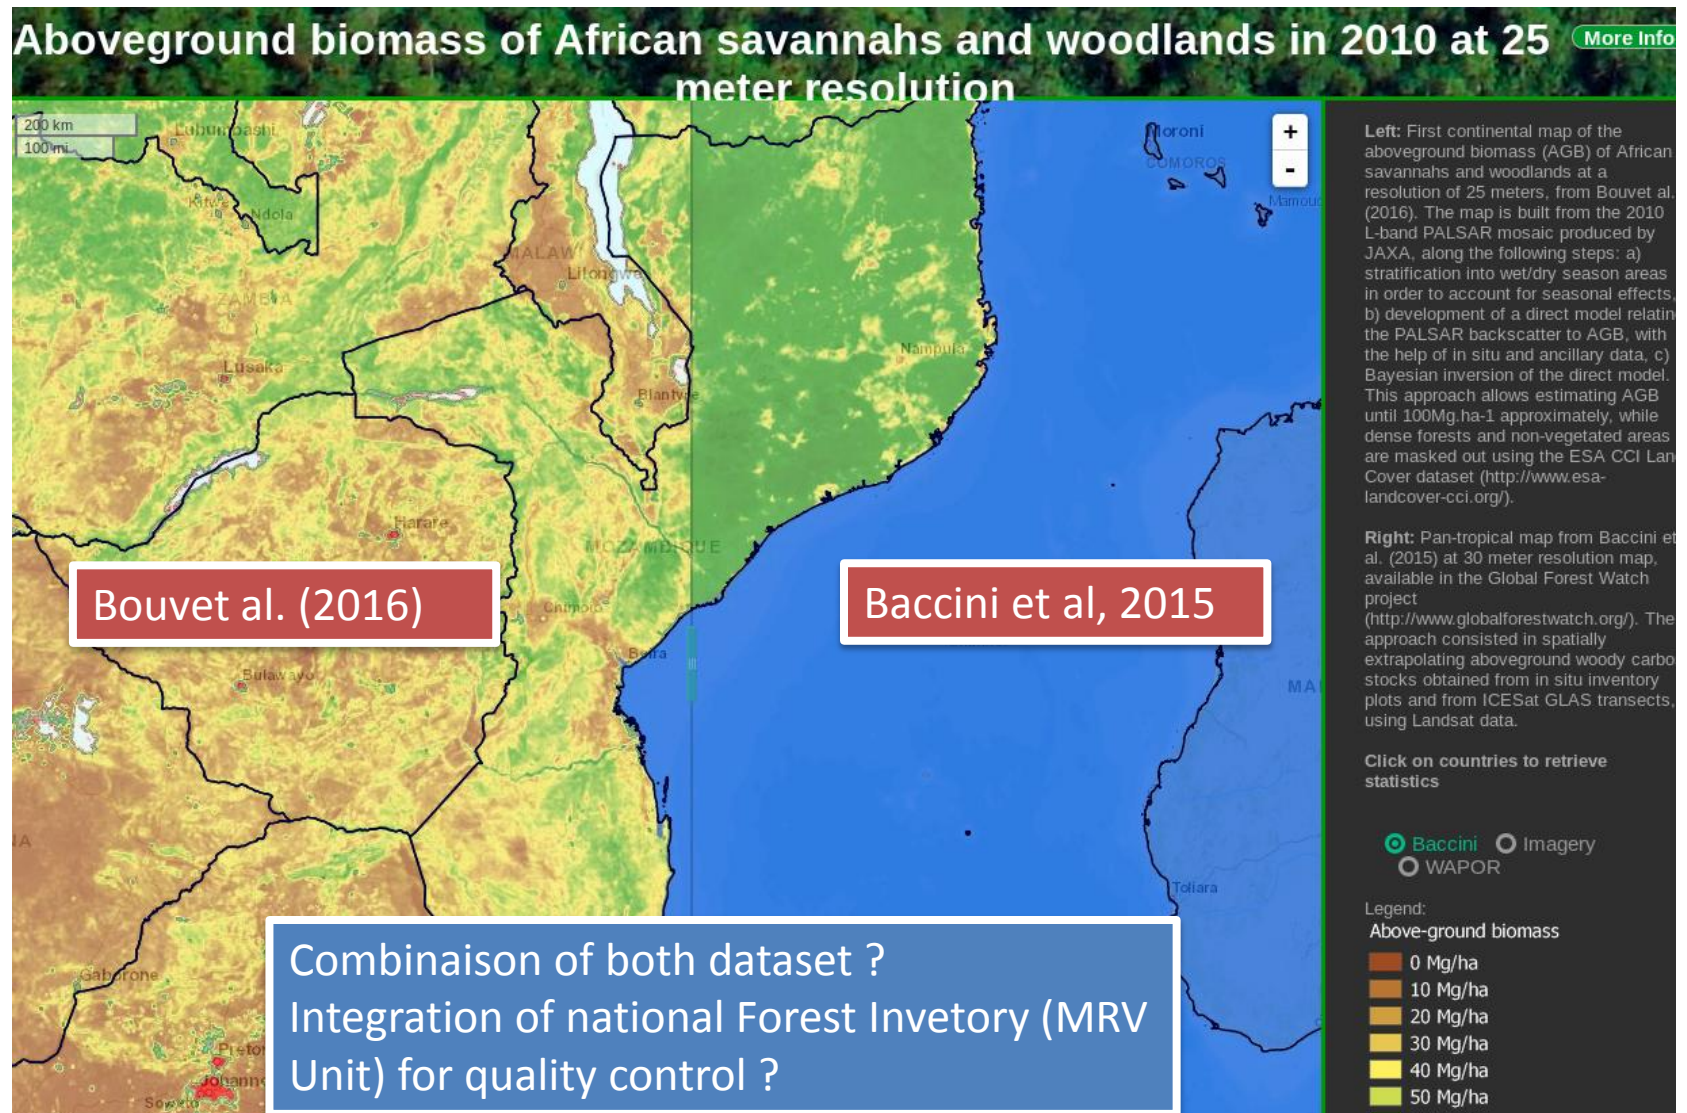 Aboveground biomass of African savannahs and woodlands in 2010 at 25
meter resolution
More Info
200 km
100 mi
Lubumbashi
Kitwe
Ndola
ZAMBIA
Lusaka
MALAW
Lilongwe
Blantyre
Nampula
Moroni
COMOROS
Mamou
Harare
MOZAMBIQUE
Bouvet al. (2016)
Baccini et al, 2015
Chimoio
Beira
Bulawayo
MA
NA
Toliara
Gaborone
Preto
Johann
Soweto
Combinaison of both dataset ?
Integration of national Forest Invetory (MRV
Unit) for quality control ?
+
-
Left: First continental map of the
aboveground biomass (AGB) of African
savannahs and woodlands at a
resolution of 25 meters, from Bouvet al.
(2016). The map is built from the 2010
L-band PALSAR mosaic produced by
JAXA, along the following steps: a)
stratification into wet/dry season areas
in order to account for seasonal effects,
b) development of a direct model relatin
the PALSAR backscatter to AGB, with
the help of in situ and ancillary data, c)
Bayesian inversion of the direct model.
This approach allows estimating AGB
until 100Mg.ha-1 approximately, while
dense forests and non-vegetated areas
are masked out using the ESA CCI Lan
Cover dataset (http://www.esa-
landcover-cci.org/).
Right: Pan-tropical map from Baccini et
al. (2015) at 30 meter resolution map,
available in the Global Forest Watch
project
(http://www.globalforestwatch.org/). The
approach consisted in spatially
extrapolating aboveground woody carbo
stocks obtained from in situ inventory
plots and from ICESat GLAS transects,
using Landsat data.
Click on countries to retrieve
statistics
Baccini Imagery
WAPOR
Legend:
Above-ground biomass
0 Mg/ha
10 Mg/ha
20 Mg/ha
30 Mg/ha
40 Mg/ha
50 Mg/ha